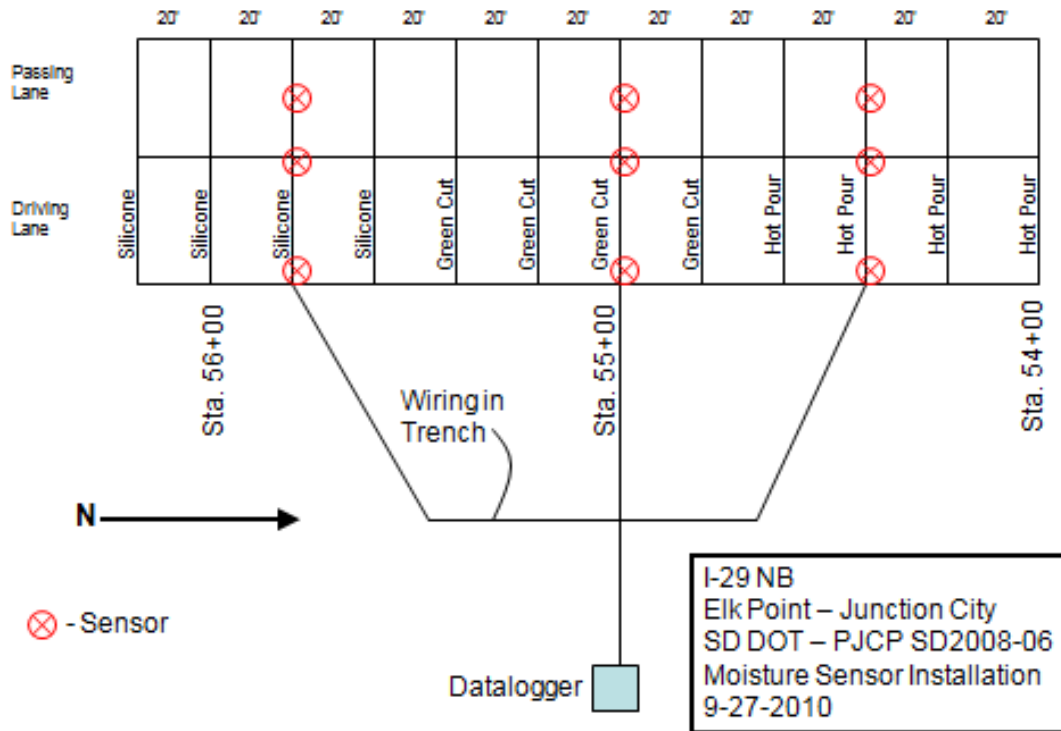 20' 20' 20' 20' 20' 20' 20' 20' 20' 20' 20'
Passing
Lane
Driving
Lane
Silicone
Silicone
Silicone
Silicone
Green Cut
Green Cut
Green Cut
Green Cut
Hot Pour
Hot Pour
Hot Pour
Hot Pour
Sta. 56+00
Sta. 55+00
Sta. 54+00
Wiring in
Trench
N
- Sensor
Datalogger
I-29 NB
Elk Point – Junction City
SD DOT – PJCP SD2008-06
Moisture Sensor Installation
9-27-2010